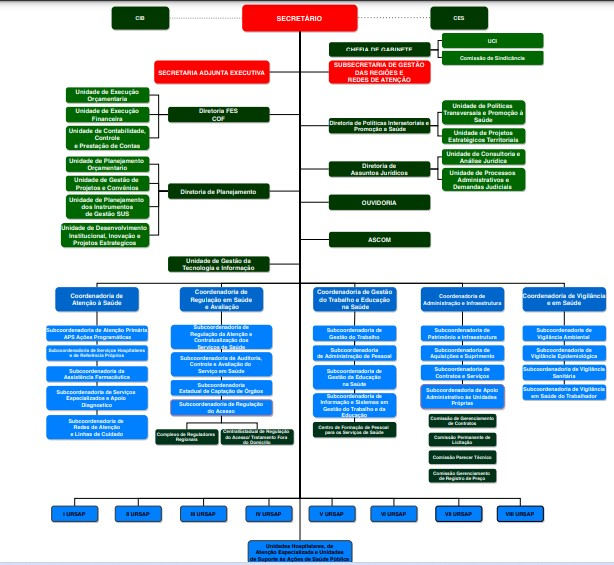 CIB
SECRETÁRIO
CES
CHEFIA DE GABINETE
UCI
Comissão de Sindicância
SECRETARIA ADJUNTA EXECUTIVA
SUBSECRETARIA DE GESTÃO
DAS REGIÕES E
REDES DE ATENÇÃO
Unidade de Execução
Orçamentaria
Unidade de Execução
Financeira
Unidade de Contabilidade,
Controle
e Prestação de Contas
Diretoria FES
COF
Diretoria de Políticas Intersetoriais e
Promoção a Saúde
Unidade de Políticas
Transversais e Promoção à
Saúde
Unidade de Projetos
Estratégicos Territoriais
Unidade de Planejamento
Orçamentario
Unidade de Gestão de
Projetos e Convênios
Unidade de Planejamento
dos Instrumentos
de Gestão SUS
Unidade de Desenvolvimento
Institucional, Inovação e
Projetos Estrategicos
Diretoria de Planejamento
Diretoria de
Assuntos Jurídicos
Unidade de Consultoria e
Análise Jurídica
Unidade de Processos
Administrativos e
Demandas Judiciais
OUVIDORIA
ASCOM
Unidade de Gestão da
Tecnologia e Informação
Coordenadoria de
Atenção à Saúde
Subcoordenadoria de Atenção Primária
APS Ações Programáticas
Subcoordenadoria de Serviços Hospitalares
e de Referência Próprios
Subcoordenadoria da
Assistência Farmacêutica
Subcoordenadoria de Serviços
Especializados e Apoio
Diagnostico
Subcoordenadoria de
Redes de Atenção
e Linhas de Cuidado
Coordenadoria de
Regulação em Saúde
e Avaliação
Subcoordenadoria de
Regulação da Atenção e
Contratualização dos
Serviços de Saúde
Subcoordenadoria de Auditoria,
Controle e Avaliação do
Serviço em Saúde
Subcoordenadoria
Estadual de Captação de Órgãos
Subcoordenadoria de Regulação
do Acesso
Complexo de Reguladores
Regionais
Central Estadual de Regulação
do Acesso/ Tratamento Fora
do Domicílio
Coordenadoria de Gestão
do Trabalho e Educação
na Saúde
Subcoordenadoria de
Gestão do Trabalho
Subcoordenadoria
de Administração de Pessoal
Subcoordenadoria
de Gestão da Educação
na Saúde
Subcoordenadoria de
Informação e Sistemas em
Gestão do Trabalho e da
Educação
Centro de Formação de Pessoal
para os Serviços de Saúde
Coordenadoria de
Administração e Infraestrutura
Subcoordenadoria de
Patrimônio e Infraestrutura
Subcoordenadoria de
Aquisições e Suprimento
Subcoordenadoria de
Contratos e Serviços
Subcoordenadoria de Apoio
Administrativo às Unidades
Próprias
Comissão de Gerenciamento
de Contratos
Comissão Permanente de
Licitação
Comissão Parecer Técnico
Comissão Gerenciamento
de Registro de Preço
Coordenadoria de Vigilância
em Saúde
Subcoordenadoria de
Vigilância Ambiental
Subcoordenadoria de
Vigilância Epidemiológica
Subcoordenadoria de Vigilância
Sanitária
Subcoordenadoria de Vigilância
em Saúde do Trabalhador
I URSAP
II URSAP
III URSAP
IV URSAP
V URSAP
VI URSAP
VII URSAP
VIII URSAP
Unidades Hospitalares, de
Atenção Especializada e Unidades
de Suporte às Ações de Saúde Pública